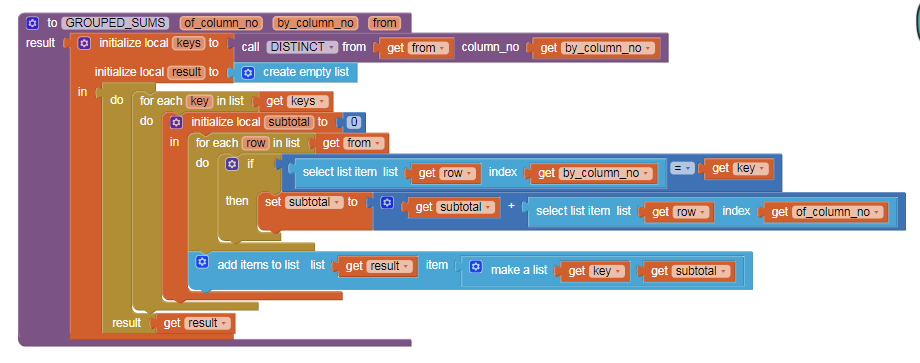 to GROUPED_SUMS of_column_no by_column_no from
result initialize local keys to call DISTINCT from get from column_no get by_column_no
initialize local result to create empty list
in do for each key in list get keys
do initialize local subtotal to 0
in for each row in list get from
do if select list item list get row index get by_column_no = get key
then set subtotal to get subtotal + select list item list get row index get of_column_no
add items to list list get result item make a list get key get subtotal
result get result